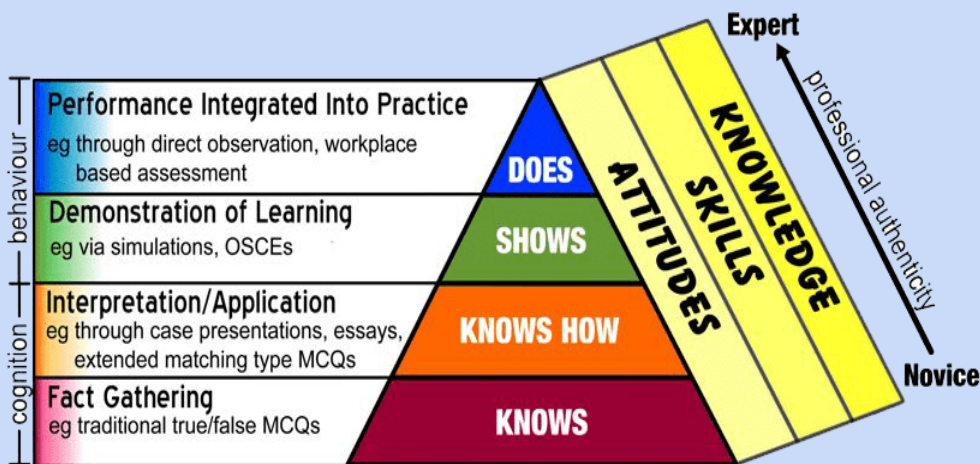 Expert
professional authenticity
Novice
behaviour
cognition
Performance Integrated Into Practice
eg through direct observation, workplace
based assessment
DOES
Demonstration of Learning
eg via simulations, OSCEs
SHOWS
Interpretation/Application
eg through case presentations, essays,
extended matching type MCQs
KNOWS HOW
Fact Gathering
eg traditional true/false MCQs
KNOWS
ATTITUDES
SKILLS
KNOWLEDGE